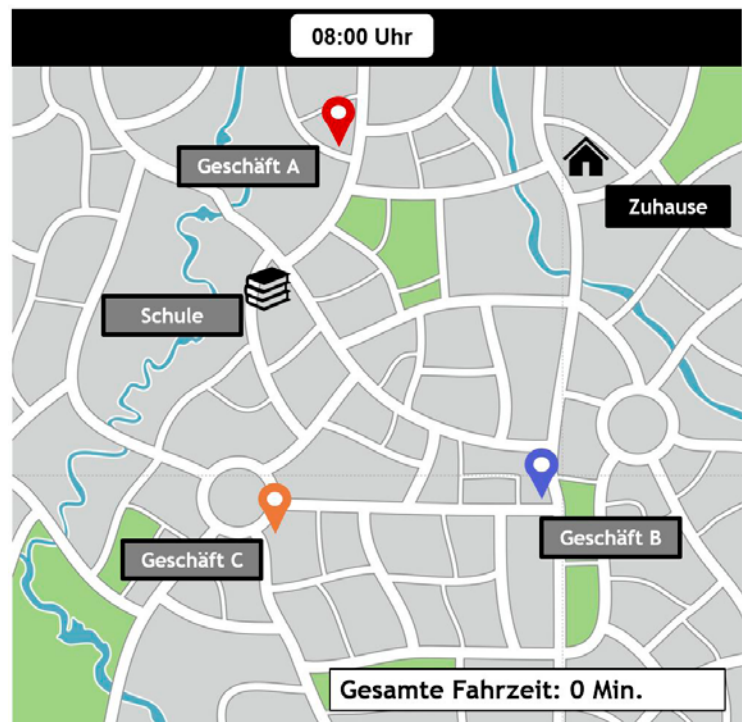 08:00 Uhr
Geschäft A
Zuhause
Schule
Geschäft B
Geschäft C
Gesamte Fahrzeit: 0 Min.